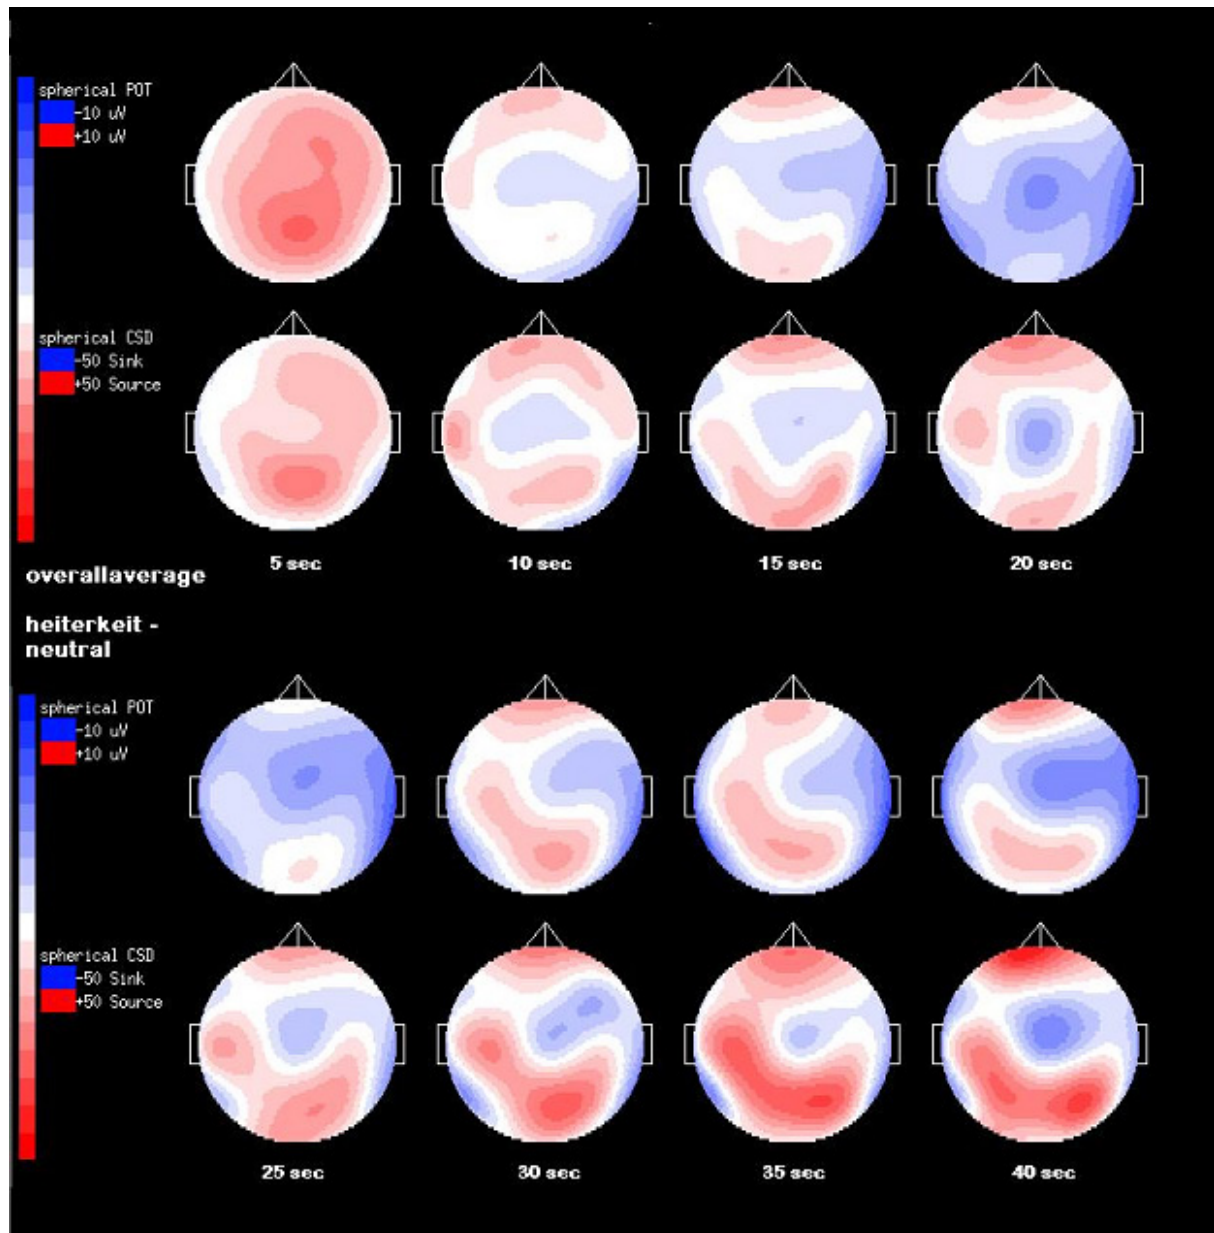 spherical POT
-10 uV
+10 uV
spherical CSD
-50 Sink
+50 Source
5 sec 10 sec 15 sec 20 sec
overallaverage
heiterkeit -
neutral
spherical POT
-10 uV
+10 uV
spherical CSD
-50 Sink
+50 Source
25 sec 30 sec 35 sec 40 sec